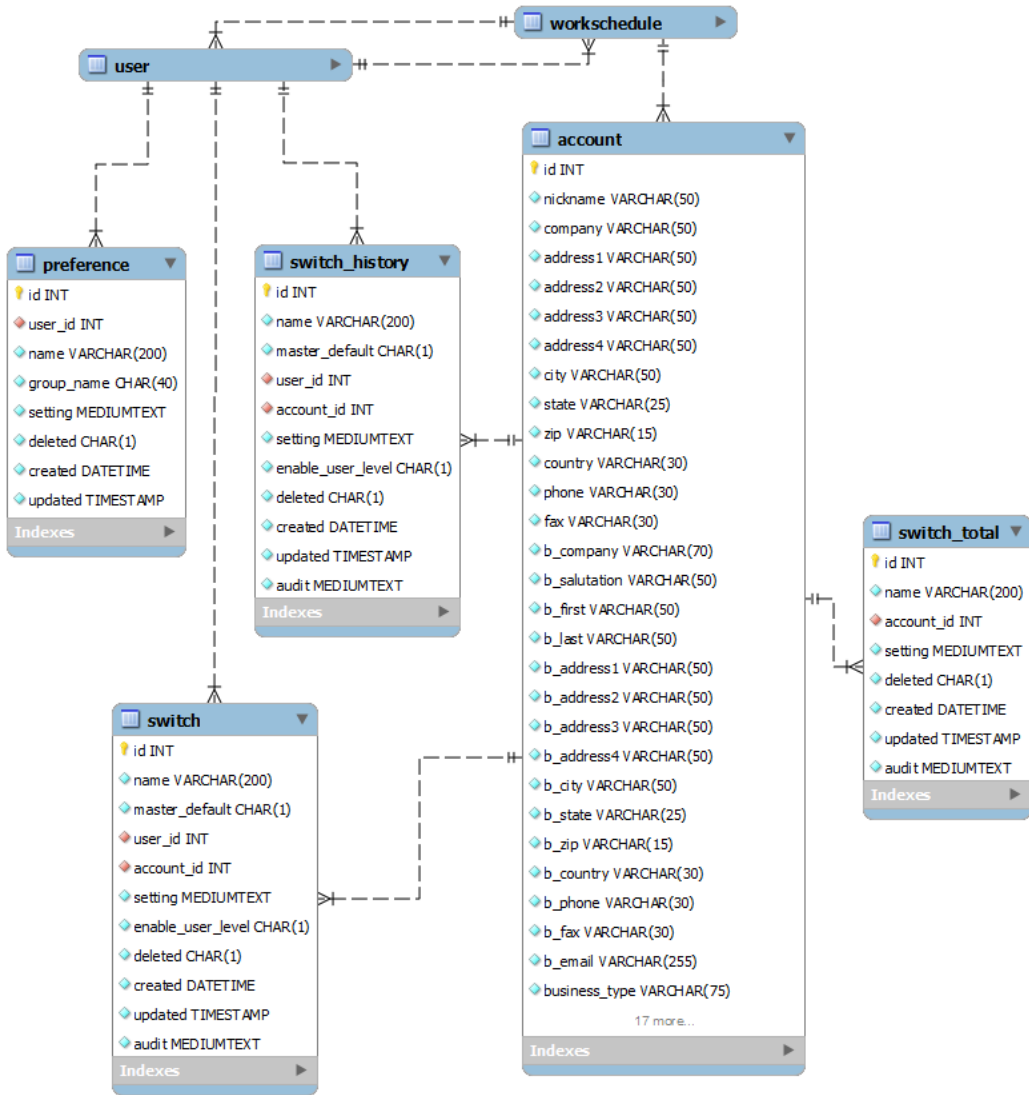 workschedule
user
account
id INT
nickname VARCHAR(50)
company VARCHAR(50)
address1 VARCHAR(50)
address2 VARCHAR(50)
address3 VARCHAR(50)
address4 VARCHAR(50)
city VARCHAR(50)
state VARCHAR(25)
zip VARCHAR(15)
country VARCHAR(30)
phone VARCHAR(30)
fax VARCHAR(30)
b_company VARCHAR(70)
b_salutation VARCHAR(50)
b_first VARCHAR(50)
b_last VARCHAR(50)
b_address1 VARCHAR(50)
b_address2 VARCHAR(50)
b_address3 VARCHAR(50)
b_address4 VARCHAR(50)
b_city VARCHAR(50)
b_state VARCHAR(25)
b_zip VARCHAR(15)
b_country VARCHAR(30)
b_phone VARCHAR(30)
b_fax VARCHAR(30)
b_email VARCHAR(255)
business_type VARCHAR(75)
17 more...
Indexes
preference
id INT
user_id INT
name VARCHAR(200)
group_name CHAR(40)
setting MEDIUMTEXT
deleted CHAR(1)
created DATETIME
updated TIMESTAMP
Indexes
switch_history
id INT
name VARCHAR(200)
master_default CHAR(1)
user_id INT
account_id INT
setting MEDIUMTEXT
enable_user_level CHAR(1)
deleted CHAR(1)
created DATETIME
updated TIMESTAMP
audit MEDIUMTEXT
Indexes
switch_total
id INT
name VARCHAR(200)
account_id INT
setting MEDIUMTEXT
deleted CHAR(1)
created DATETIME
updated TIMESTAMP
audit MEDIUMTEXT
Indexes
switch
id INT
name VARCHAR(200)
master_default CHAR(1)
user_id INT
account_id INT
setting MEDIUMTEXT
enable_user_level CHAR(1)
deleted CHAR(1)
created DATETIME
updated TIMESTAMP
audit MEDIUMTEXT
Indexes